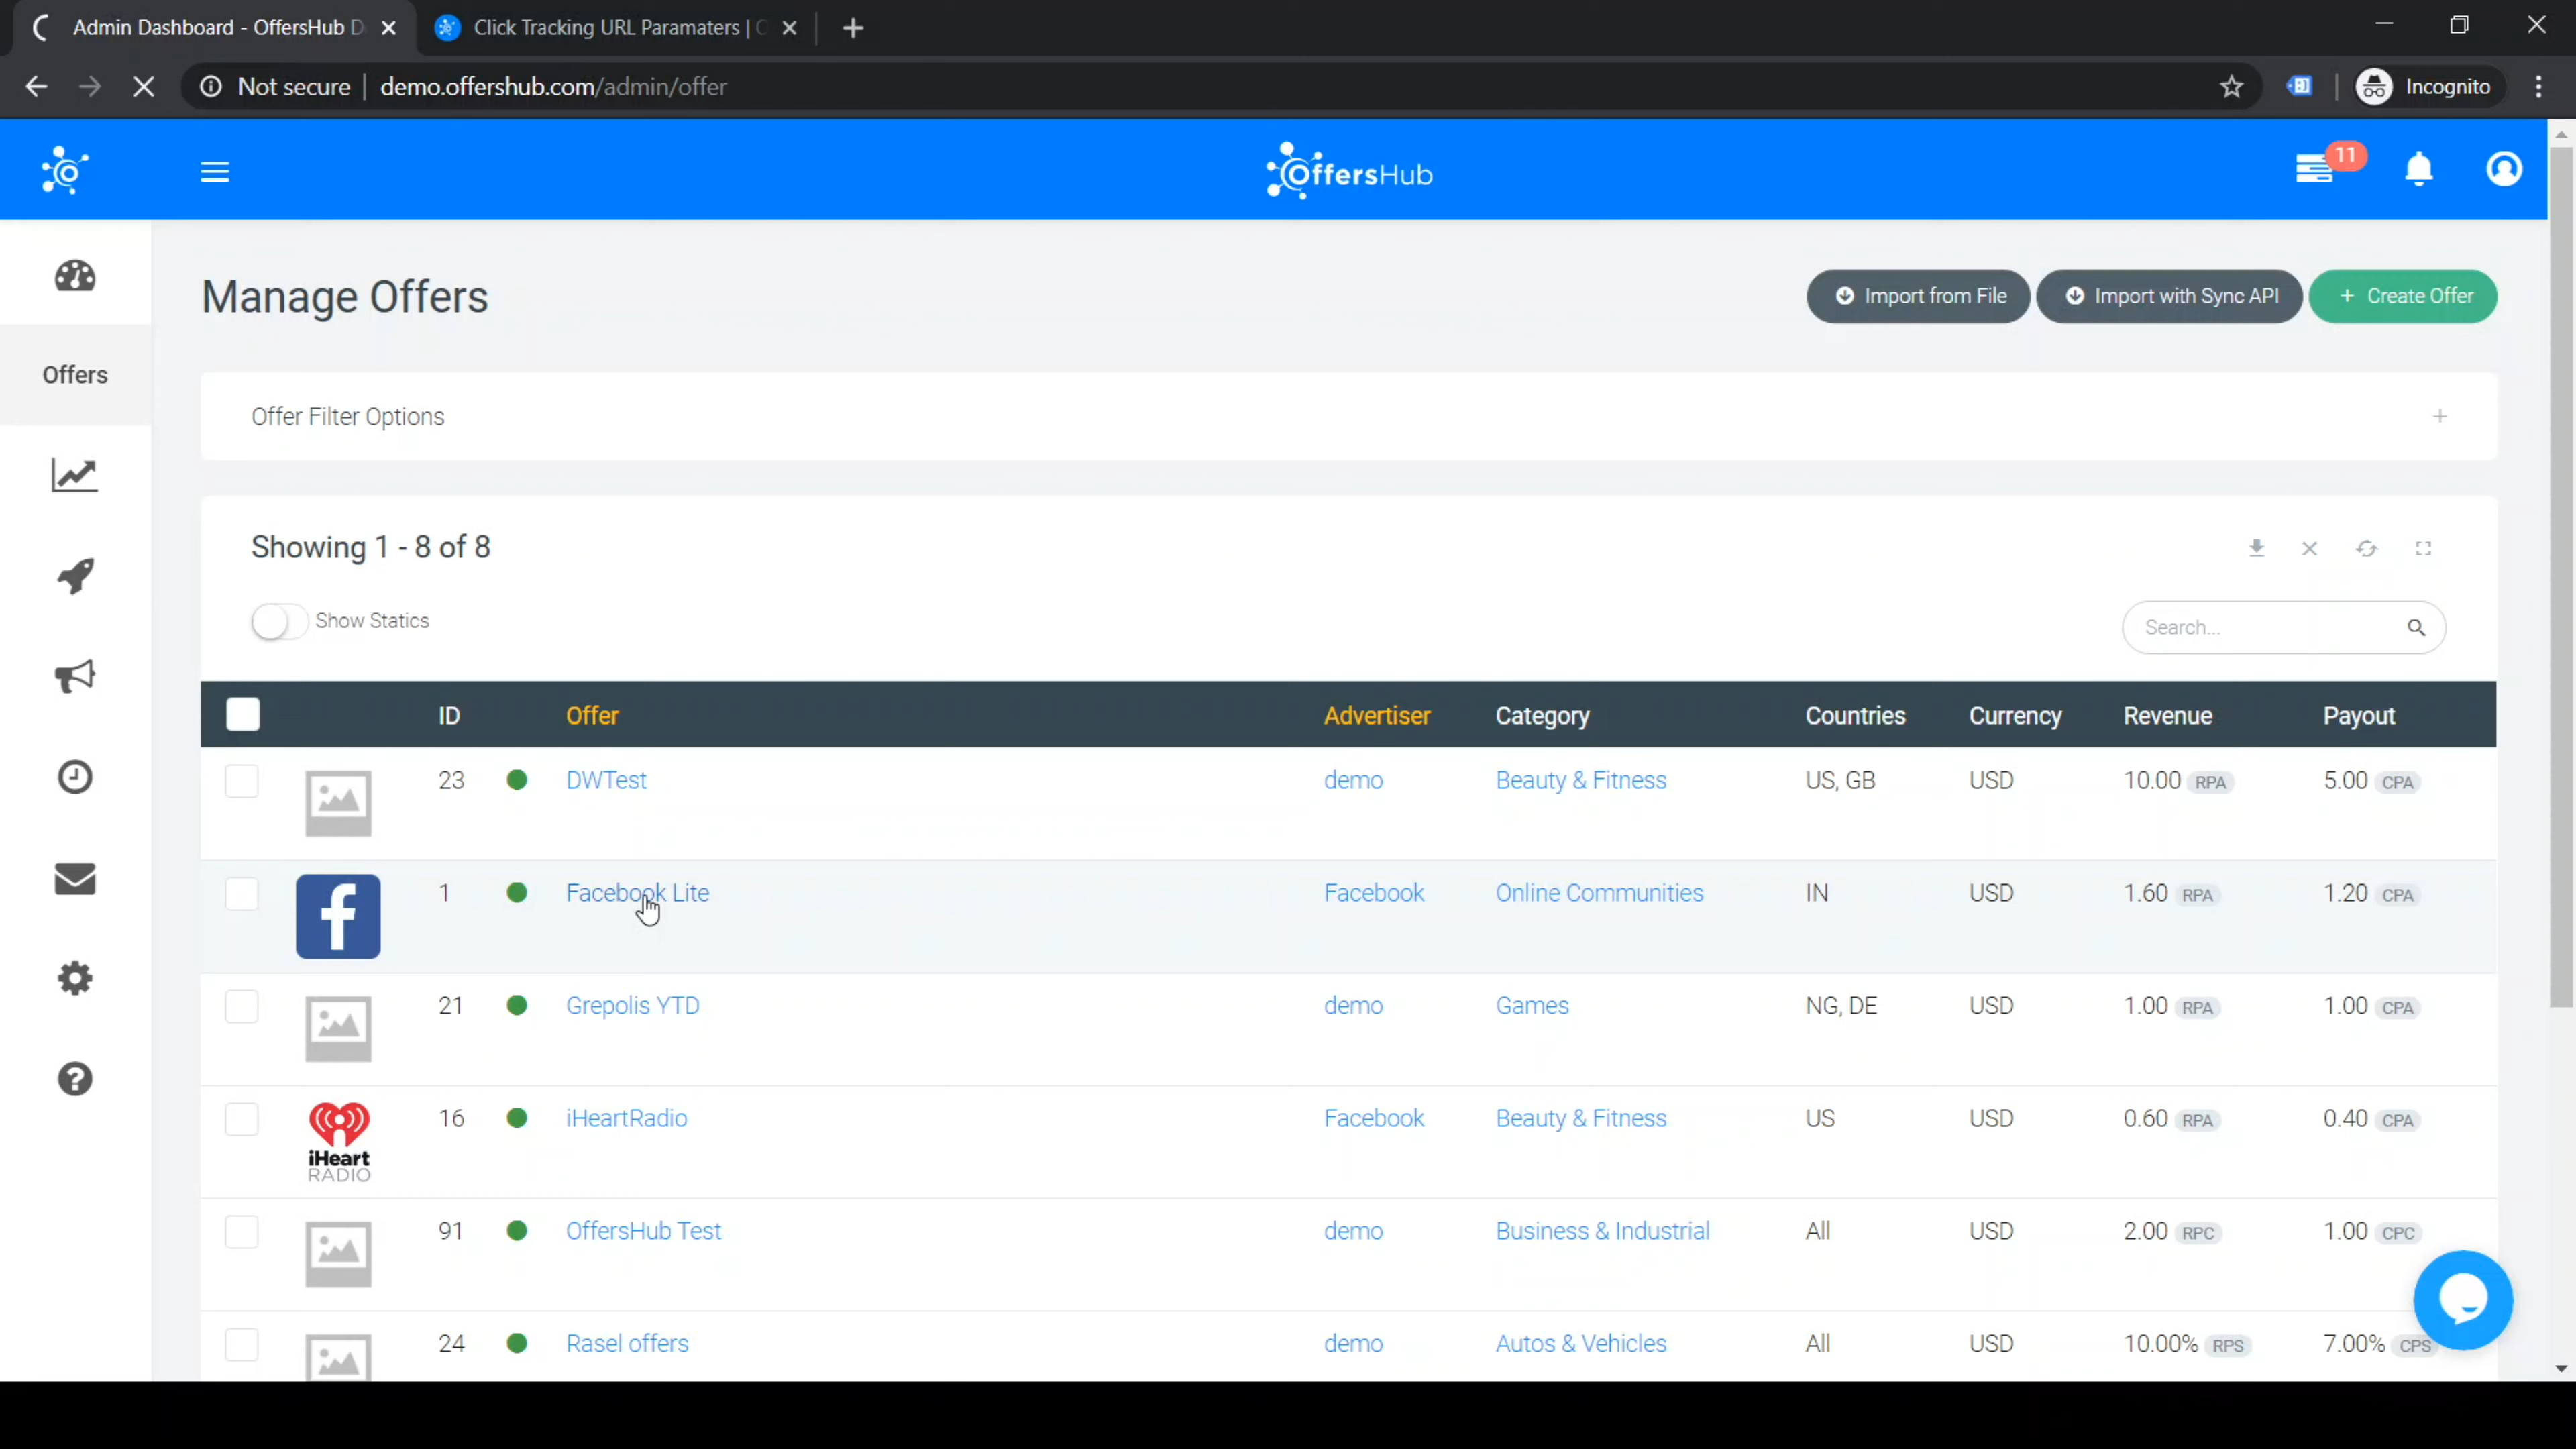 Admin Dashboard - OffersHub D
Click Tracking URL Paramaters |
Not secure
demo.offershub.com/admin/offer
Incognito
OffersHub
11
Manage Offers
Import from File
Import with Sync API
+ Create Offer
Offers
Offer Filter Options
+
Showing 1 - 8 of 8
Show Statics
Search...
ID Offer Advertiser Category Countries Currency Revenue Payout
23 DWTest demo Beauty & Fitness US, GB USD 10.00 RPA 5.00 CPA
1 Facebook Lite Facebook Online Communities IN USD 1.60 RPA 1.20 CPA
21 Grepolis YTD demo Games NG, DE USD 1.00 RPA 1.00 CPA
16 iHeartRadio Facebook Beauty & Fitness US USD 0.60 RPA 0.40 CPA
iHeart
RADIO
91 OffersHub Test demo Business & Industrial All USD 2.00 RPC 1.00 CPC
24 Rasel offers demo Autos & Vehicles All USD 10.00% RPS 7.00% CPS